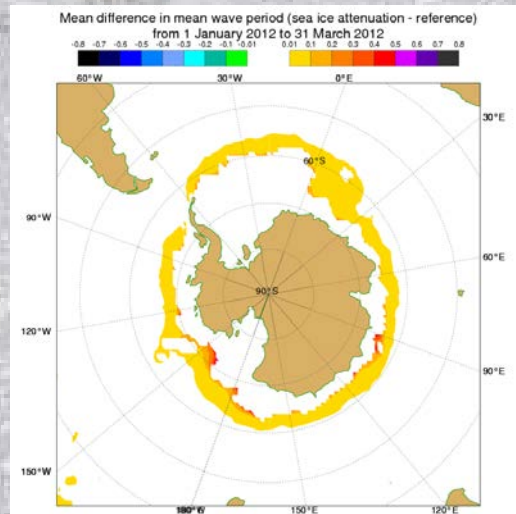 Mean difference in mean wave period (sea ice attenuation - reference)
from 1 January 2012 to 31 March 2012
-0.8 -0.7 -0.6 -0.5 -0.4 -0.3 -0.2 -0.1 -0.01 0.01 0.1 0.2 0.3 0.4 0.5 0.6 0.7 0.8
60°W 30°W 0°E
30°E
60°S
90°W
60°E
90°S
120°W
90°E
150°W
150°E 120°E